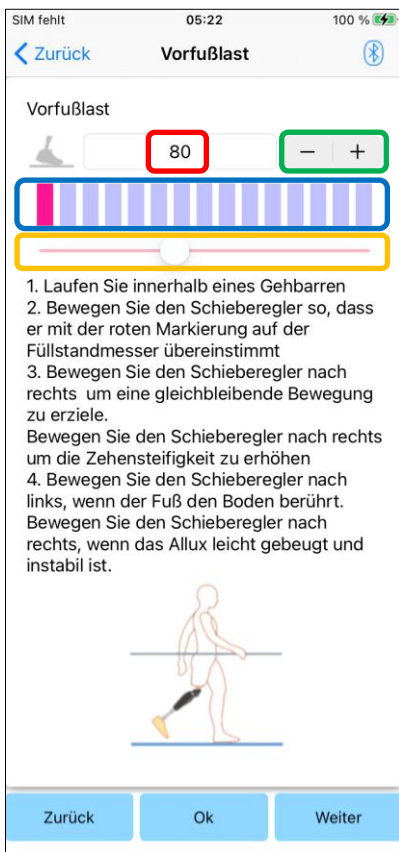 SIM fehlt 05:22 100 %
Zurück Vorfußlast
Vorfußlast
80 − +
1. Laufen Sie innerhalb eines Gehbarren
2. Bewegen Sie den Schieberegler so, dass
er mit der roten Markierung auf der
Füllstandmesser übereinstimmt
3. Bewegen Sie den Schieberegler nach
rechts um eine gleichbleibende Bewegung
zu erziele.
Bewegen Sie den Schieberegler nach rechts
um die Zehensteifigkeit zu erhöhen
4. Bewegen Sie den Schieberegler nach
links, wenn der Fuß den Boden berührt.
Bewegen Sie den Schieberegler nach
rechts, wenn das Allux leicht gebeugt und
instabil ist.
Zurück Ok Weiter